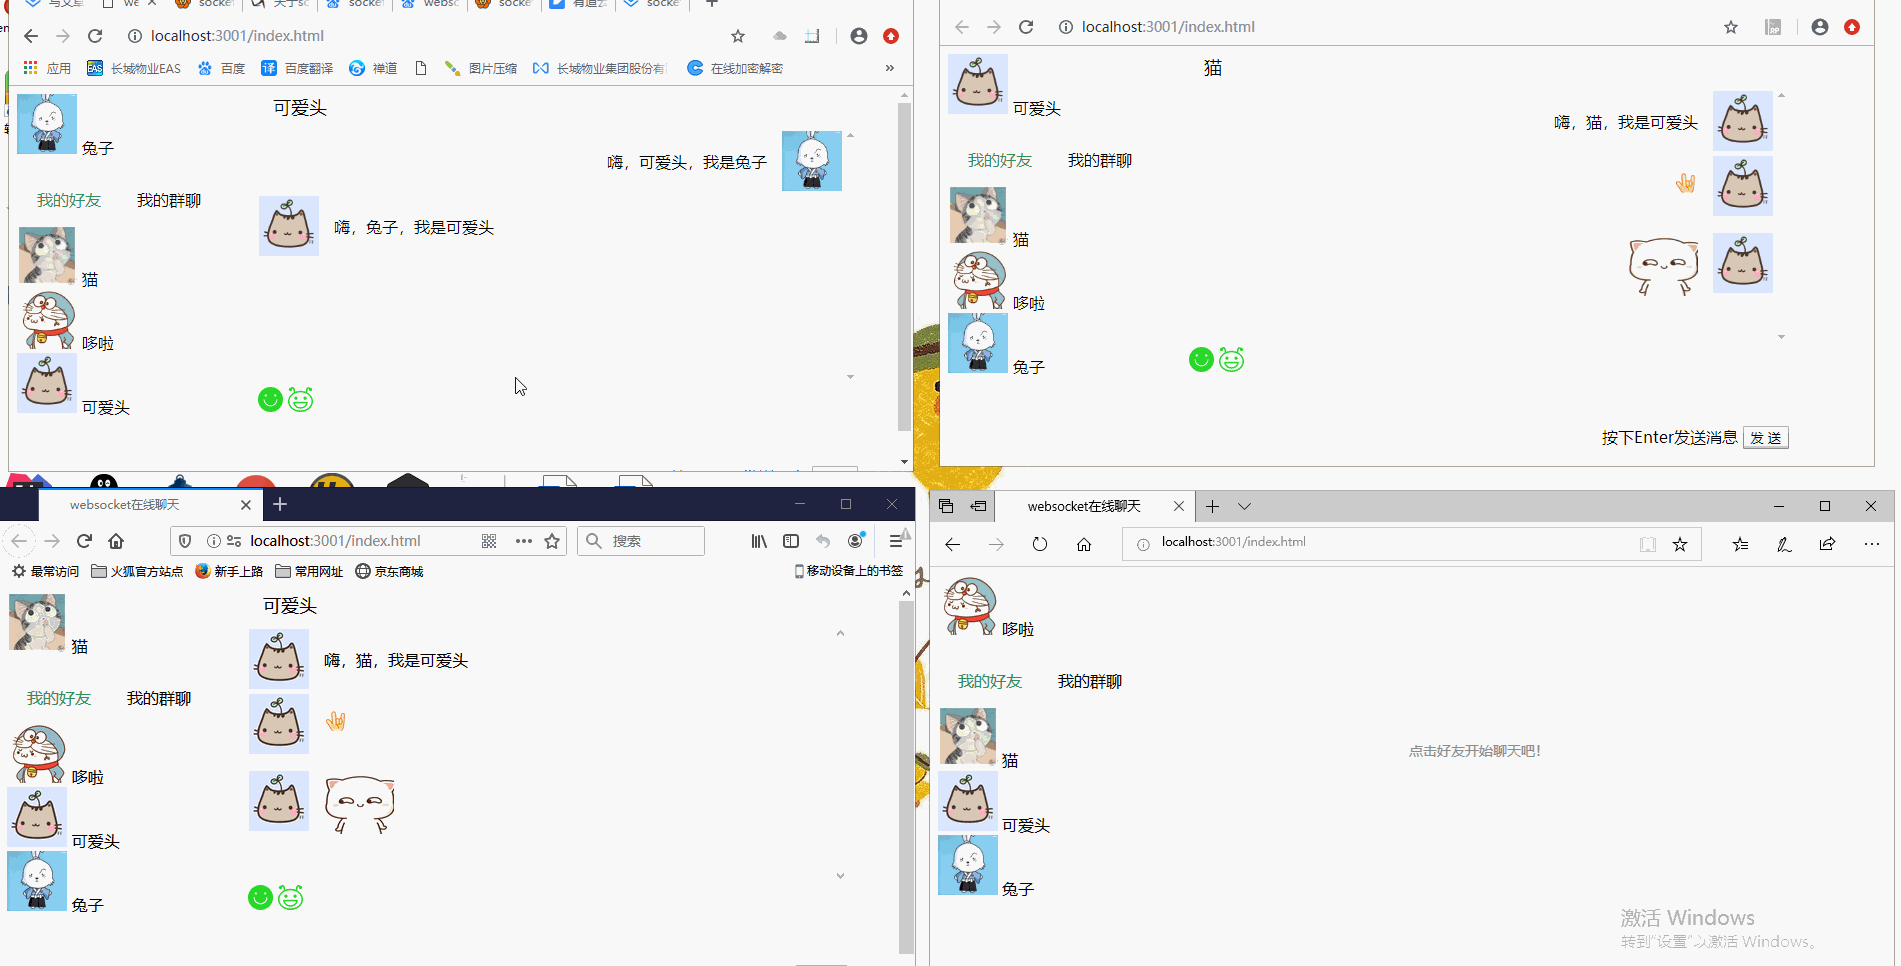 localhost:3001/index.html
应用 长城物业EAS 百度 百度翻译 禅道 图片压缩 长城物业集团股份有 在线加密解密 »
可爱头
兔子
嗨，可爱头，我是兔子
我的好友 我的群聊
嗨，兔子，我是可爱头
猫
哆啦
可爱头
localhost:3001/index.html
猫
可爱头
嗨，猫，我是可爱头
我的好友 我的群聊
猫
哆啦
兔子
按下Enter发送消息 发 送
websocket在线聊天
localhost:3001/index.html
搜索
最常访问 火狐官方站点 新手上路 常用网址 京东商城 移动设备上的书签
可爱头
猫
嗨，猫，我是可爱头
我的好友 我的群聊
哆啦
可爱头
兔子
websocket在线聊天
localhost:3001/index.html
哆啦
我的好友 我的群聊
点击好友开始聊天吧！
猫
可爱头
兔子
激活 Windows
转到"设置"以激活 Windows。